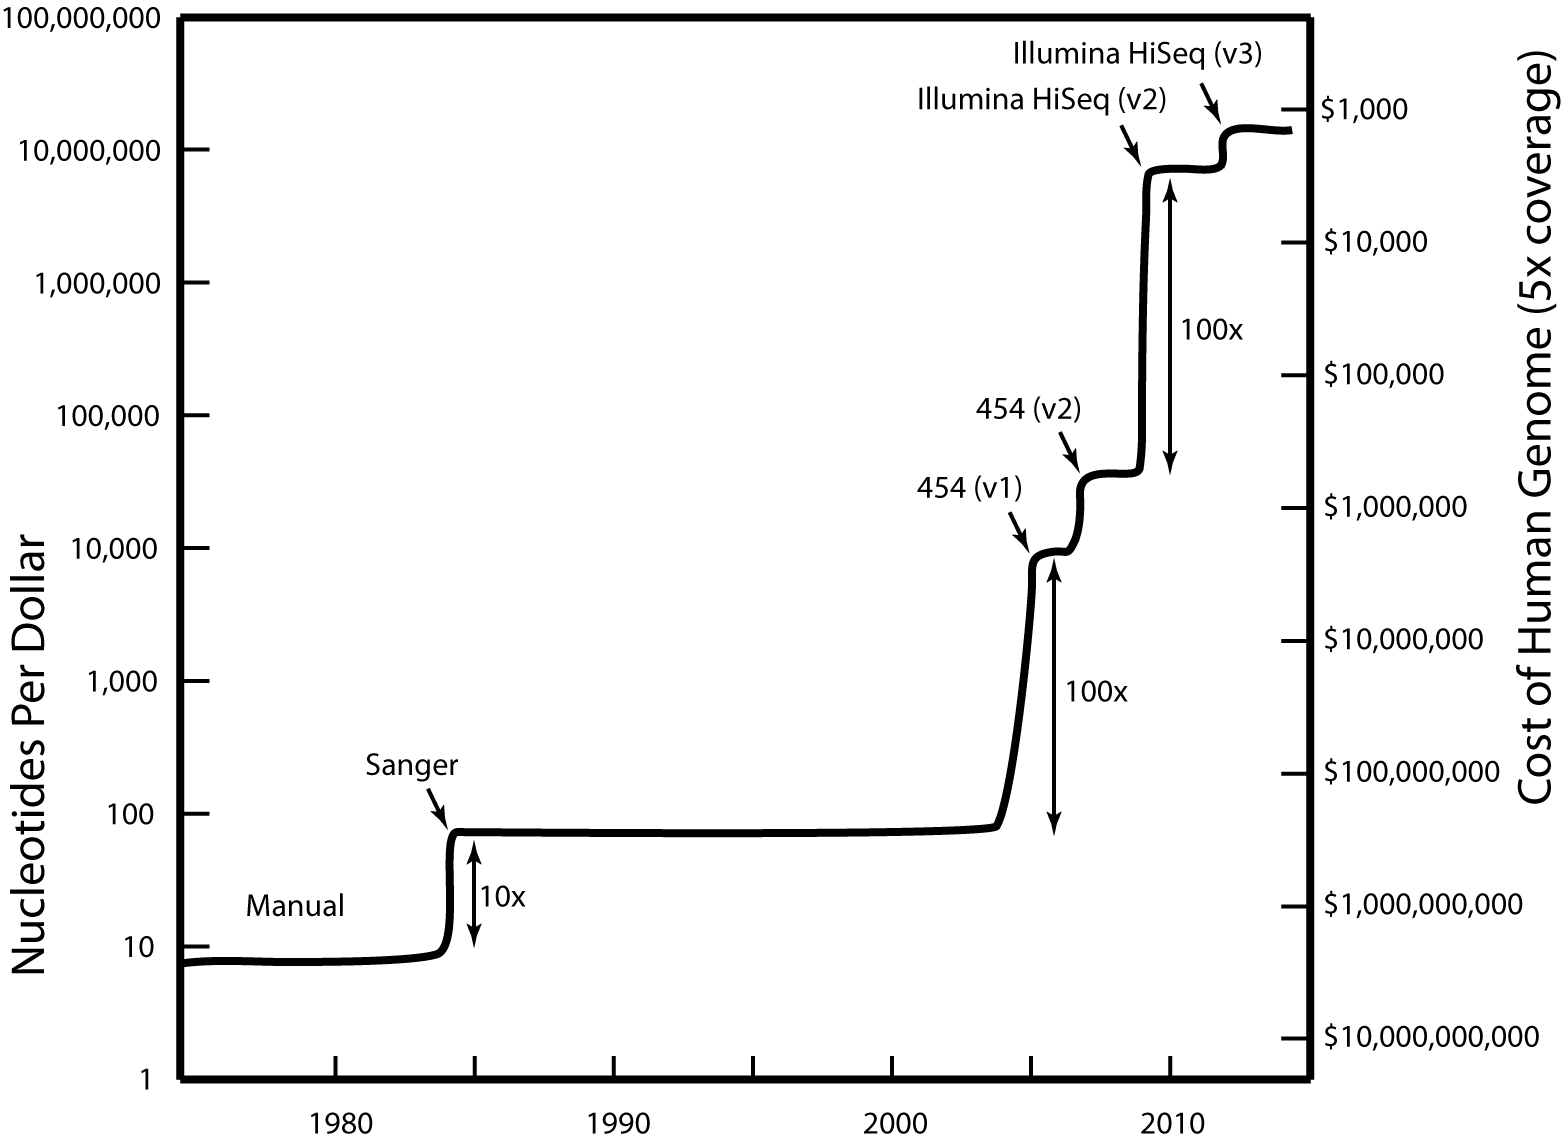 100,000,000
10,000,000
1,000,000
100,000
10,000
1,000
100
10
1
Nucleotides Per Dollar
Illumina HiSeq (v3)
Illumina HiSeq (v2)
100x
454 (v2)
454 (v1)
100x
Sanger
10x
Manual
$1,000
$10,000
$100,000
$1,000,000
$10,000,000
$100,000,000
$1,000,000,000
$10,000,000,000
Cost of Human Genome (5x coverage)
1980
1990
2000
2010